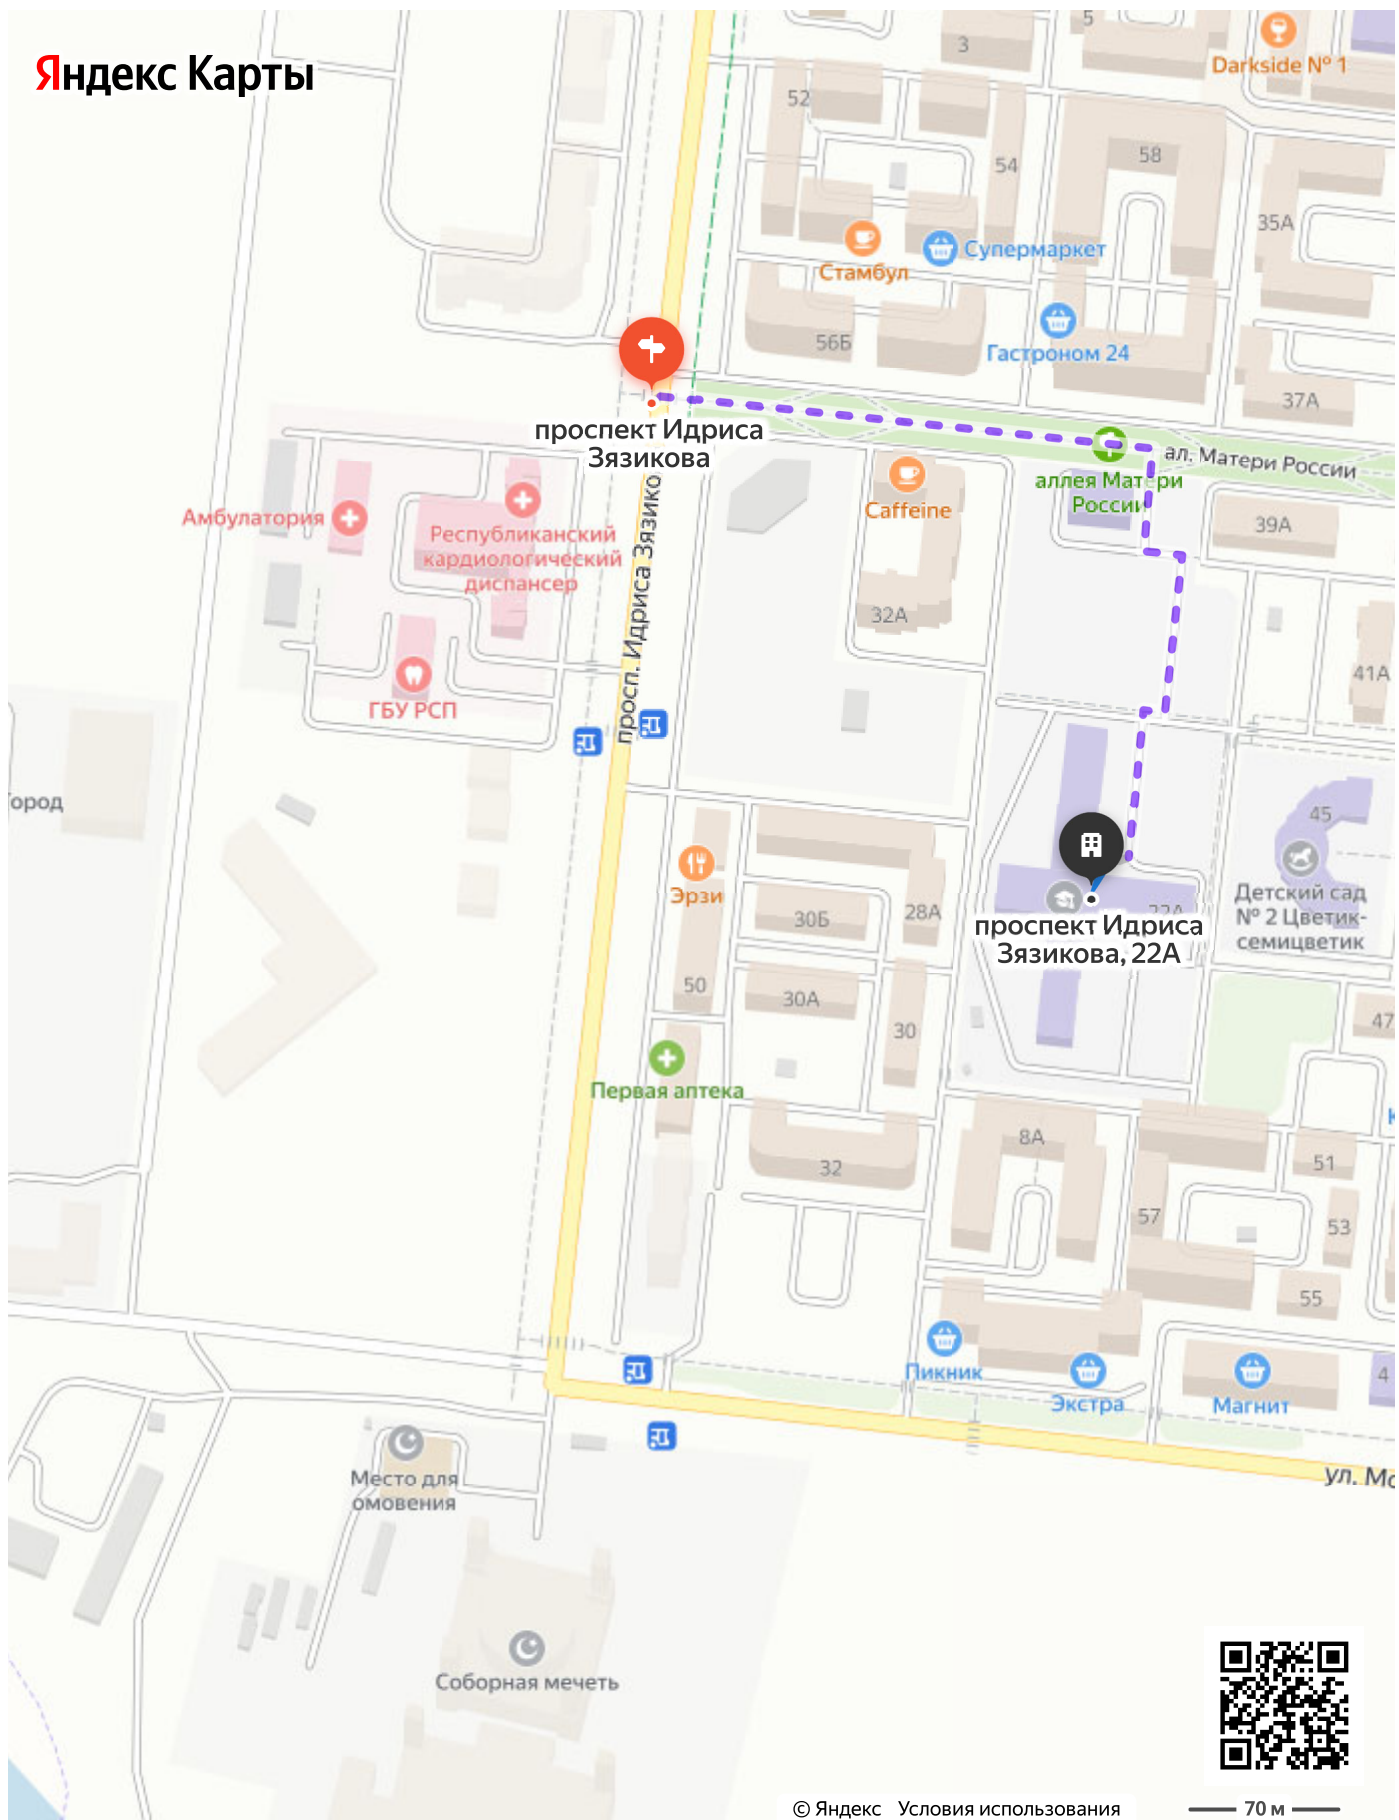 Яндекс Карты
5
3
Darkside № 1
52
58
54
35А
Супермаркет
Стамбул
56Б
Гастроном 24
37А
проспект Идриса
Зязикова
ал. Матери России
аллея Матери
России
Caffeine
39А
Амбулатория
Республиканский
кардиологический
диспансер
просп. Идриса Зязико
32А
41А
ГБУ РСП
ород
45
Эрзи
Детский сад
№ 2 Цветик-
семицветик
28А
30Б
22А
проспект Идриса
Зязикова, 22А
50
30А
30
47
Первая аптека
8А
51
32
57
53
55
Пикник
Экстра
Магнит
4
ул. Мо
Место для
омовения
Соборная мечеть
© Яндекс Условия использования
70 м